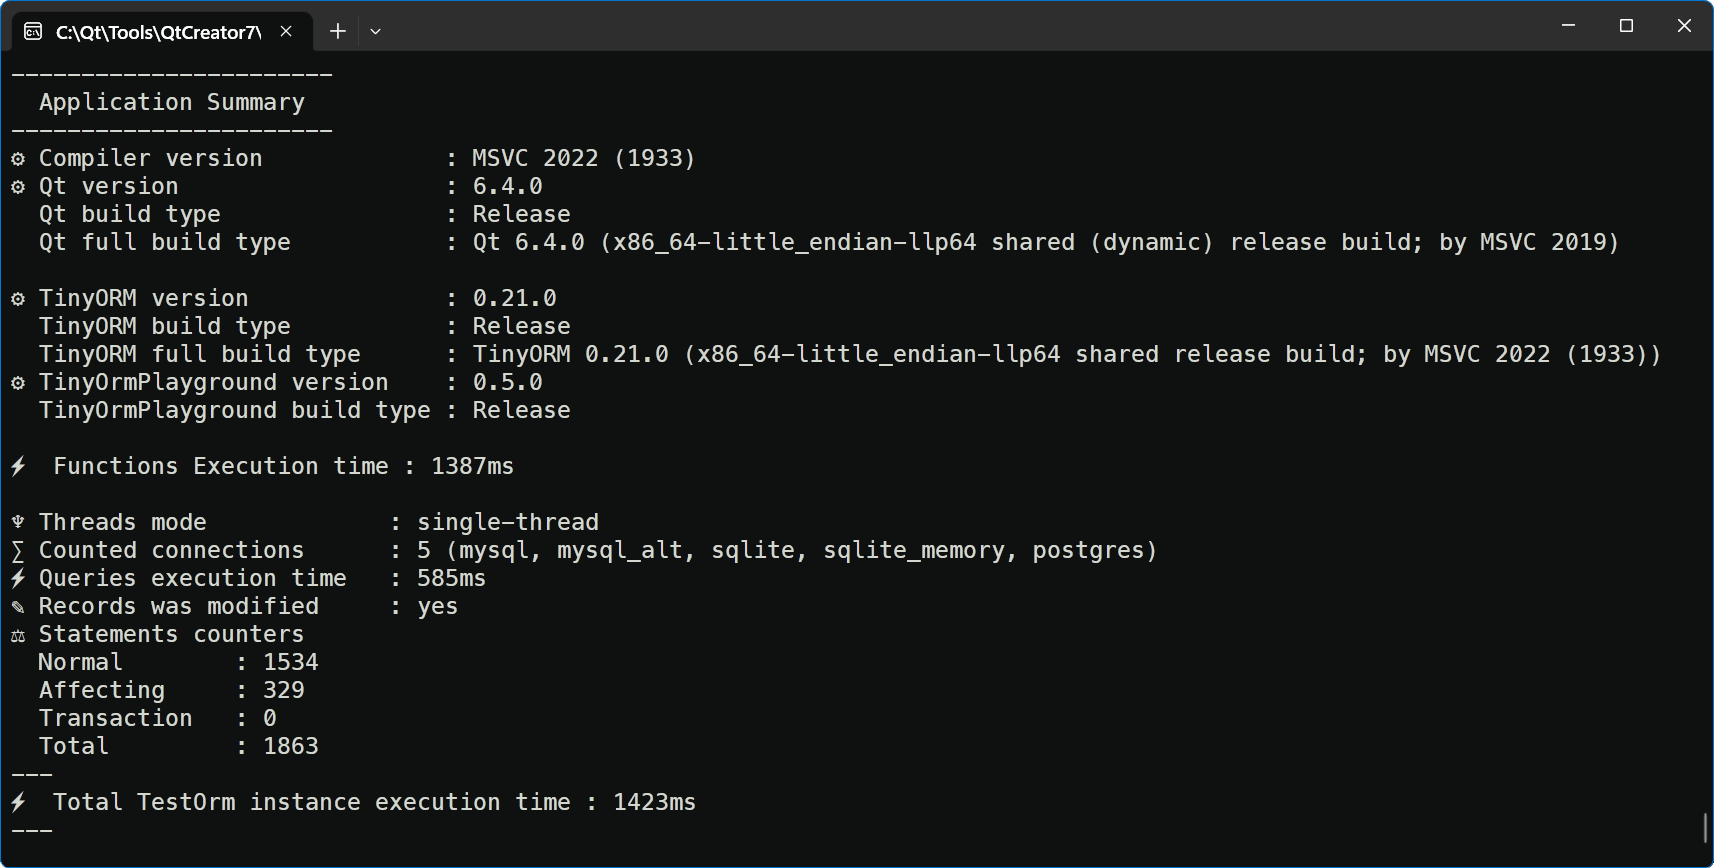 C:\Qt\Tools\QtCreator7\
-----------------------
Application Summary
-----------------------
⚙ Compiler version : MSVC 2022 (1933)
⚙ Qt version : 6.4.0
Qt build type : Release
Qt full build type : Qt 6.4.0 (x86_64-little_endian-llp64 shared (dynamic) release build; by MSVC 2019)
⚙ TinyORM version : 0.21.0
TinyORM build type : Release
TinyORM full build type : TinyORM 0.21.0 (x86_64-little_endian-llp64 shared release build; by MSVC 2022 (1933))
⚙ TinyOrmPlayground version : 0.5.0
TinyOrmPlayground build type : Release
⚡ Functions Execution time : 1387ms
♆ Threads mode : single-thread
∑ Counted connections : 5 (mysql, mysql_alt, sqlite, sqlite_memory, postgres)
⚡ Queries execution time : 585ms
✎ Records was modified : yes
⚖ Statements counters
Normal : 1534
Affecting : 329
Transaction : 0
Total : 1863
---
⚡ Total TestOrm instance execution time : 1423ms
---